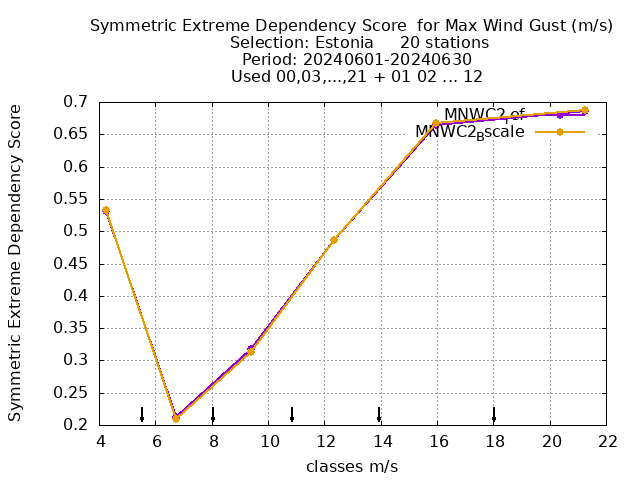 Symmetric Extreme Dependency Score  for Max Wind Gust (m/s)
Selection: Estonia     20 stations
Period: 20240601-20240630
Used 00,03,...,21 + 01 02 ... 12
Symmetric Extreme Dependency Score
0.7
0.65
0.6
0.55
0.5
0.45
0.4
0.35
0.3
0.25
0.2
MNWC2,of
MNWC2Bscale
4 6 8 10 12 14 16 18 20 22
classes m/s